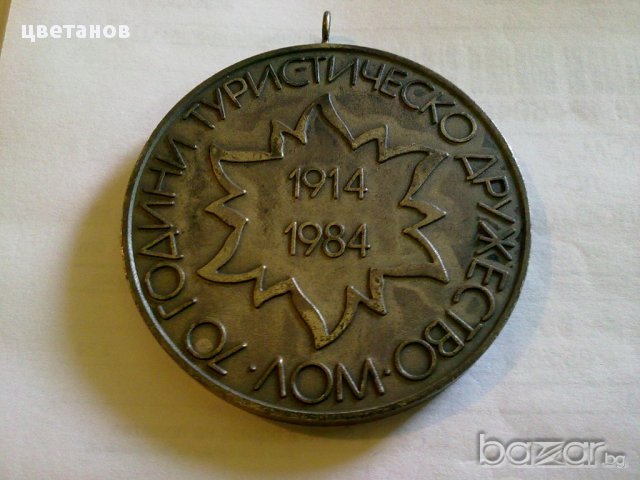 цветанов
70 ГОДИНИ ТУРИСТИЧЕСКО ДРУЖЕСТВО·ЛОМ·
1914
1984
bazar.bg